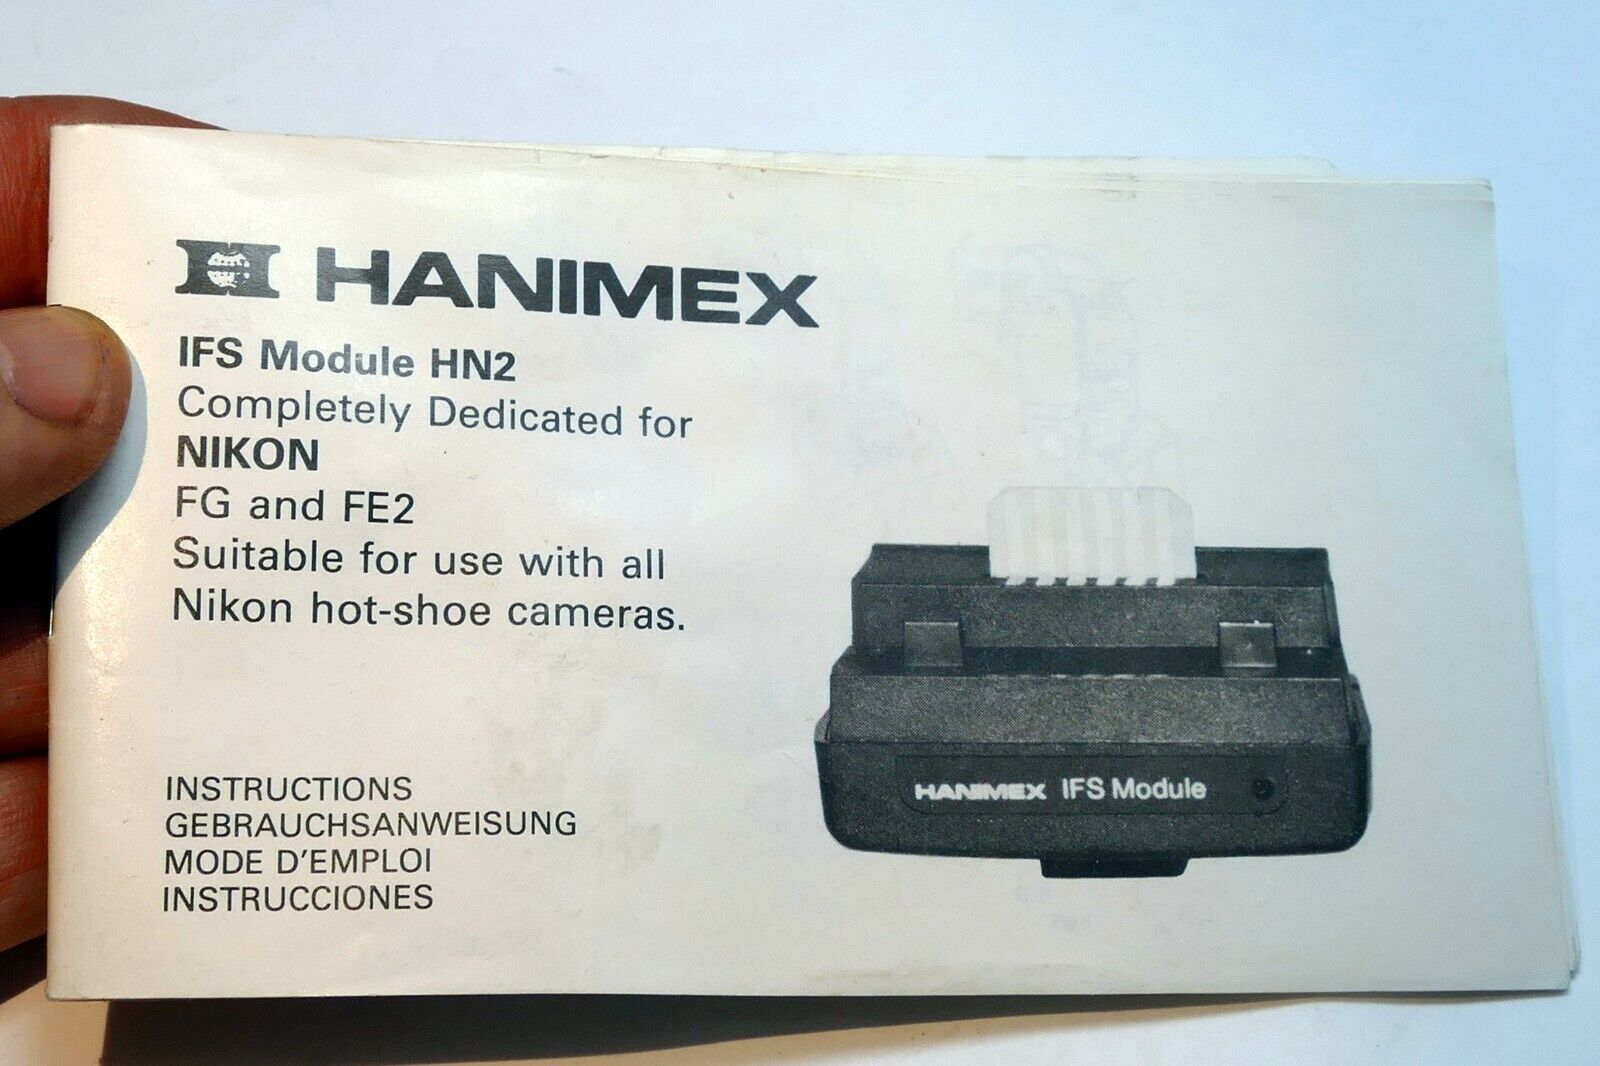 HANIMEX
IFS Module HN2
Completely Dedicated for
NIKON
FG and FE2
Suitable for use with all
Nikon hot-shoe cameras.
INSTRUCTIONS
GEBRAUCHSANWEISUNG
MODE D'EMPLOI
INSTRUCCIONES
HANIMEX IFS Module